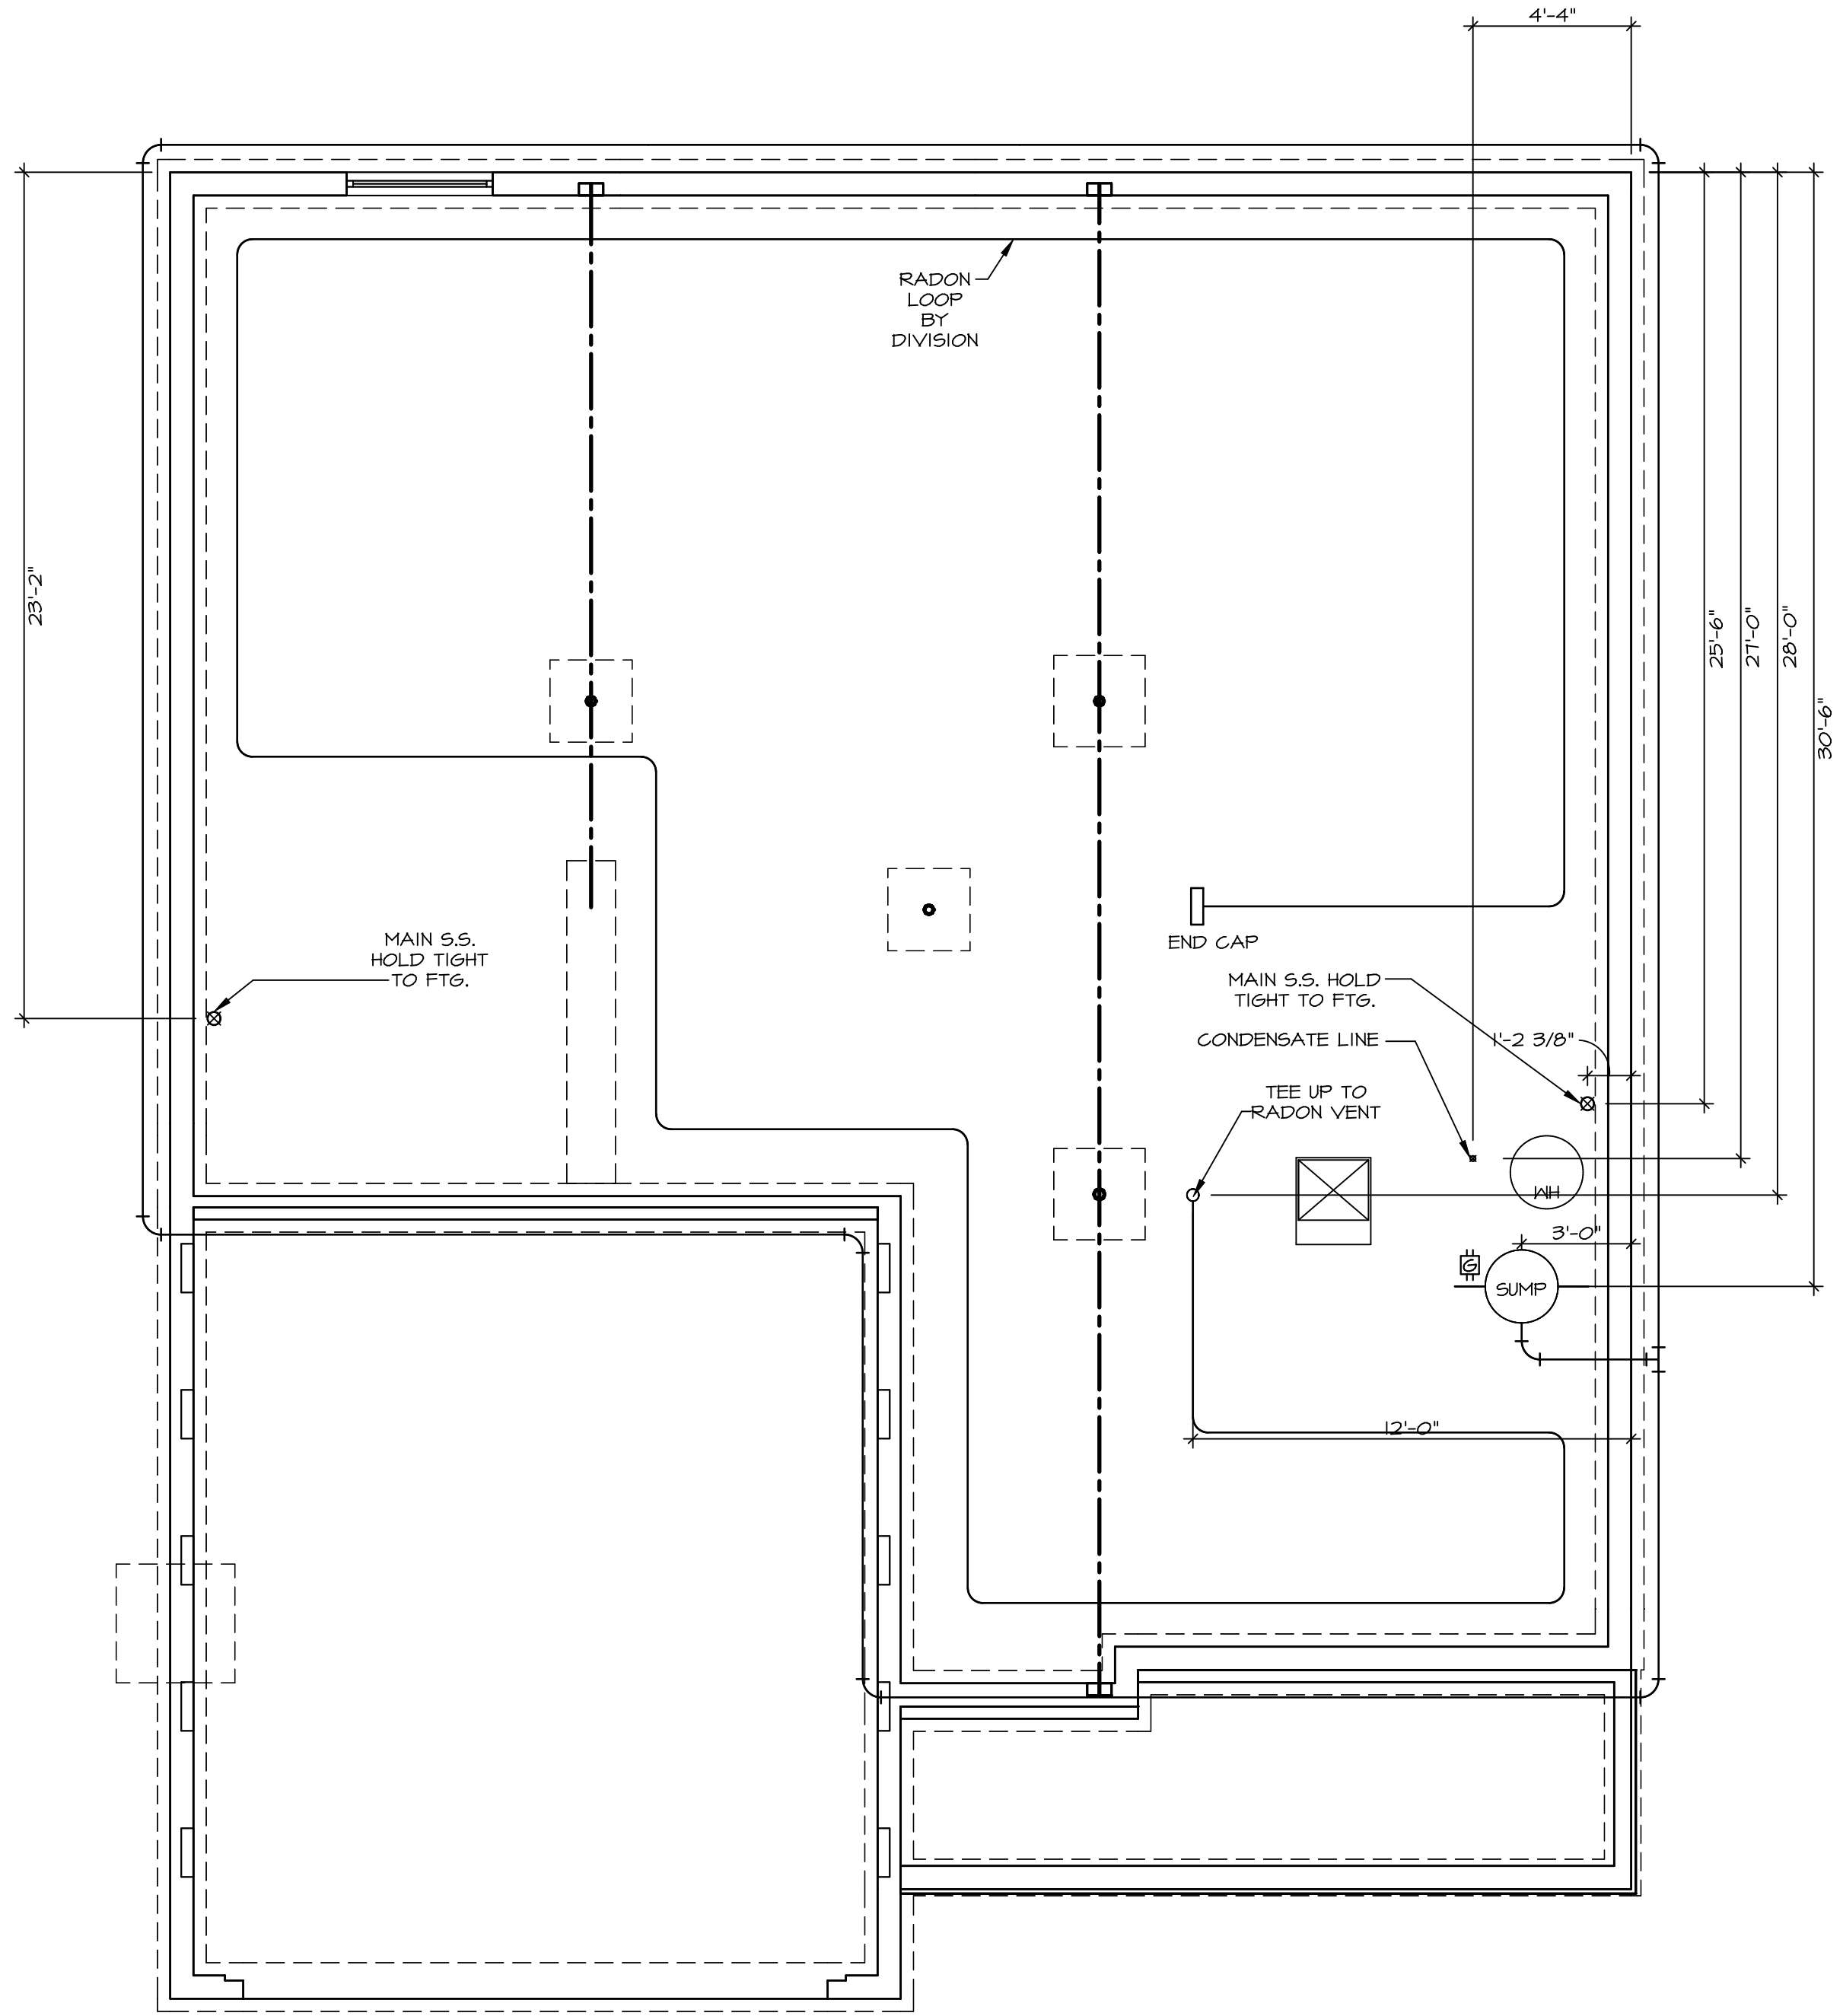 4'-4"
RADON
LOOP
BY
DIVISION
23'-2"
25'-6"
27'-0"
28'-0"
30'-6"
MAIN S.S.
HOLD TIGHT
TO FTG.
END CAP
MAIN S.S. HOLD
TIGHT TO FTG.
CONDENSATE LINE
1'-2 3/8"
TEE UP TO
RADON VENT
WH
3'-0"
G
SUMP
12'-0"